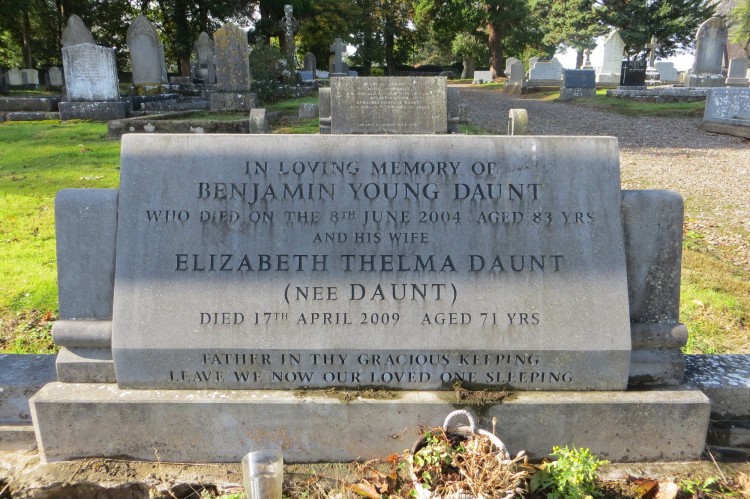 IN LOVING MEMORY OF
BENJAMIN YOUNG DAUNT
WHO DIED ON THE 8TH JUNE 2004 AGED 83 YRS
AND HIS WIFE
ELIZABETH THELMA DAUNT
(NEE DAUNT)
DIED 17TH APRIL 2009 AGED 71 YRS
FATHER IN THY GRACIOUS KEEPING
LEAVE WE NOW OUR LOVED ONE SLEEPING